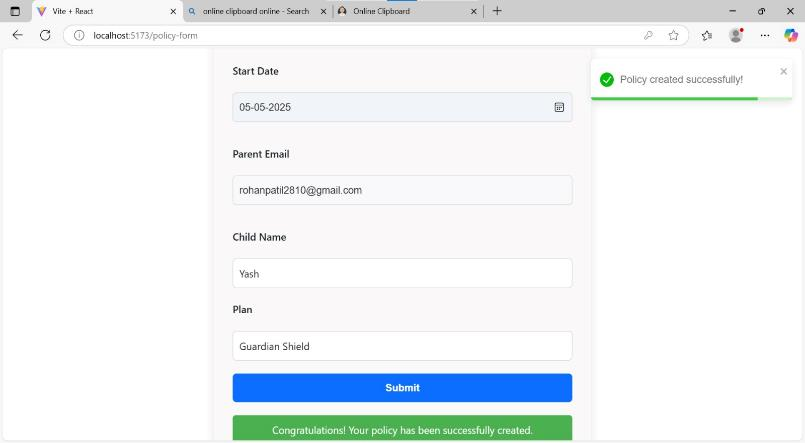 Vite + React
online clipboard online - Search
Online Clipboard
localhost:5173/policy-form
Start Date
Policy created successfully!
05-05-2025
Parent Email
rohanpatil2810@gmail.com
Child Name
Yash
Plan
Guardian Shield
Submit
Congratulations! Your policy has been successfully created.